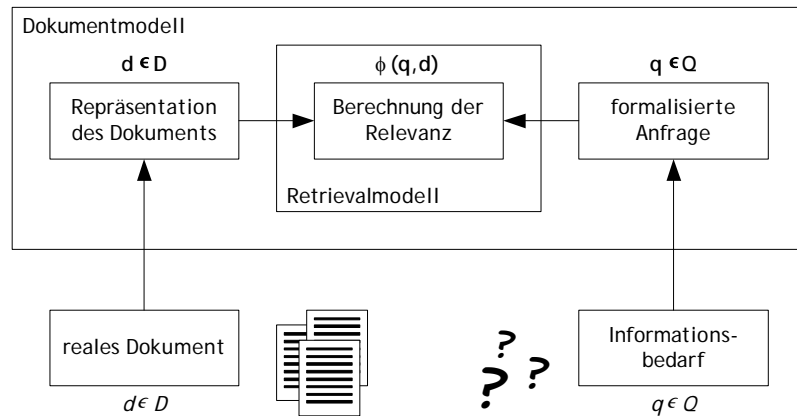 Dokumentmodell
d ϵ D
ϕ (q,d)
q ϵ Q
Repräsentation
des Dokuments
Berechnung der
Relevanz
formalisierte
Anfrage
Retrievalmodell
reales Dokument
Informations-
bedarf
? ? ?
d ϵ D
q ϵ Q